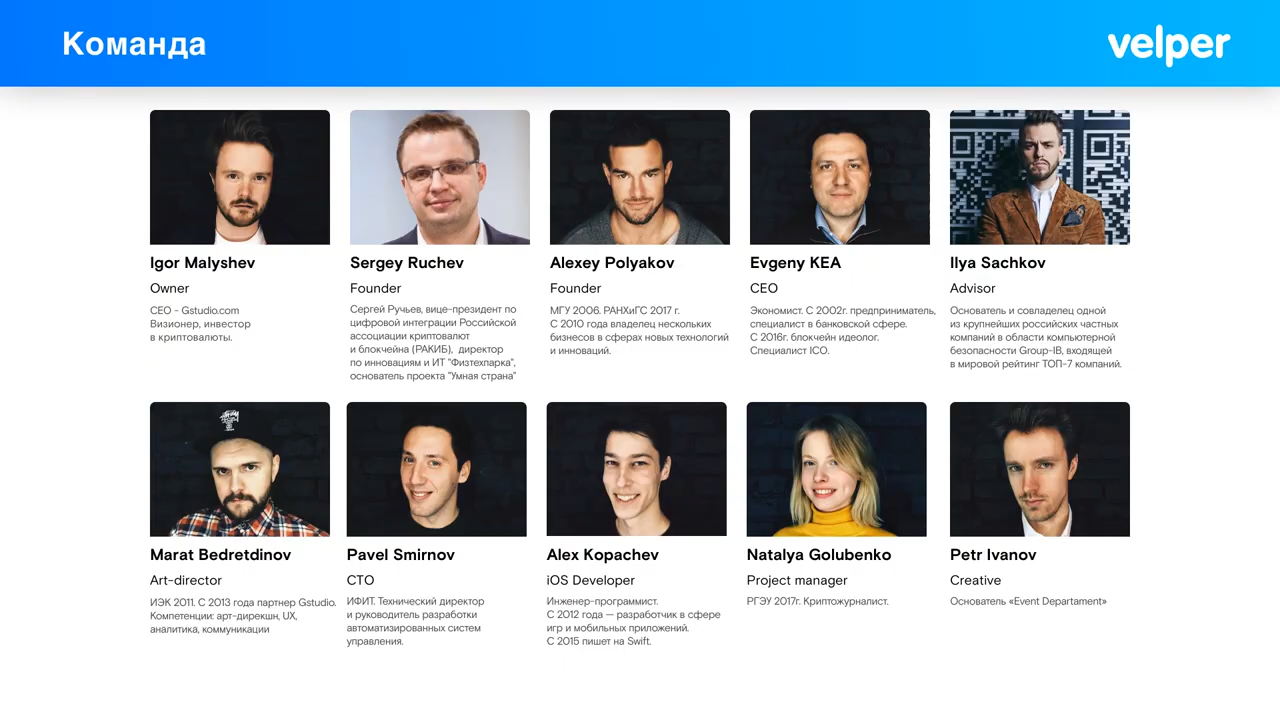 Команда
velper
Igor Malyshev
Owner
CEO - Gstudio.com
Визионер, инвестор
в криптовалюты.
Sergey Ruchev
Founder
Сергей Ручьев, вице-президент по
цифровой интеграции Российской
ассоциации криптовалют
и блокчейна (РАКИБ), директор
по инновациям и ИТ "Физтехпарка",
основатель проекта "Умная страна"
Alexey Polyakov
Founder
МГУ 2006. РАНХиГС 2017 г.
С 2010 года владелец нескольких
бизнесов в сферах новых технологий
и инноваций.
Evgeny KEA
CEO
Экономист. С 2002г. предприниматель,
специалист в банковской сфере.
С 2016г. блокчейн идеолог.
Специалист ICO.
Ilya Sachkov
Advisor
Основатель и совладелец одной
из крупнейших российских частных
компаний в области компьютерной
безопасности Group-IB, входящей
в мировой рейтинг ТОП-7 компаний.
Marat Bedretdinov
Art-director
ИЭК 2011. С 2013 года партнер Gstudio.
Компетенции: арт-дирекшн, UX,
аналитика, коммуникации
Pavel Smirnov
CTO
ИФИТ. Технический директор
и руководитель разработки
автоматизированных систем
управления.
Alex Kopachev
iOS Developer
Инженер-программист.
С 2012 года — разработчик в сфере
игр и мобильных приложений.
С 2015 пишет на Swift.
Natalya Golubenko
Project manager
РГЭУ 2017г. Криптожурналист.
Petr Ivanov
Creative
Основатель «Event Departament»